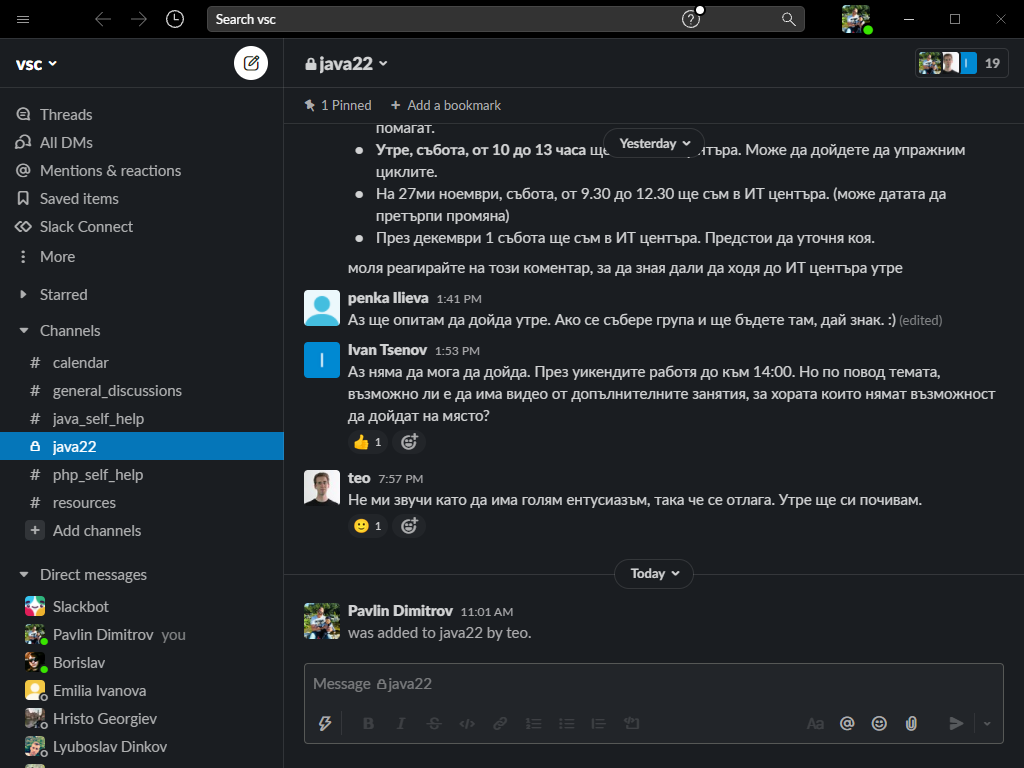 Search vsc
vsc
java22
19
1 Pinned
Add a bookmark
Threads
All DMs
Mentions & reactions
Saved items
Slack Connect
More
Starred
Channels
# calendar
# general_discussions
# java_self_help
java22
# php_self_help
# resources
+ Add channels
Direct messages
Slackbot
Pavlin Dimitrov you
Borislav
Emilia Ivanova
Hristo Georgiev
Lyuboslav Dinkov
помагат.
Yesterday
• Утре, събота, от 10 до 13 часа ще Може да дойдете да упражним
циклите.
• На 27ми ноември, събота, от 9.30 до 12.30 ще съм в ИТ центъра. (може датата да
претърпи промяна)
• През декември 1 събота ще съм в ИТ центъра. Предстои да уточня коя.
моля реагирайте на този коментар, за да зная дали да ходя до ИТ центъра утре
penka Ilieva 1:41 PM
Аз ще опитам да дойда утре. Ако се събере група и ще бъдете там, дай знак. :) (edited)
I
Ivan Tsenov 1:53 PM
Аз няма да мога да дойда. През уикендите работя до към 14:00. Но по повод темата,
възможно ли е да има видео от допълнителните занятия, за хората които нямат възможност
да дойдат на място?
1
teo 7:57 PM
Не ми звучи като да има голям ентусиазъм, така че се отлага. Утре ще си почивам.
1
Today
Pavlin Dimitrov 11:01 AM
was added to java22 by teo.
Message java22
B I S Aa @